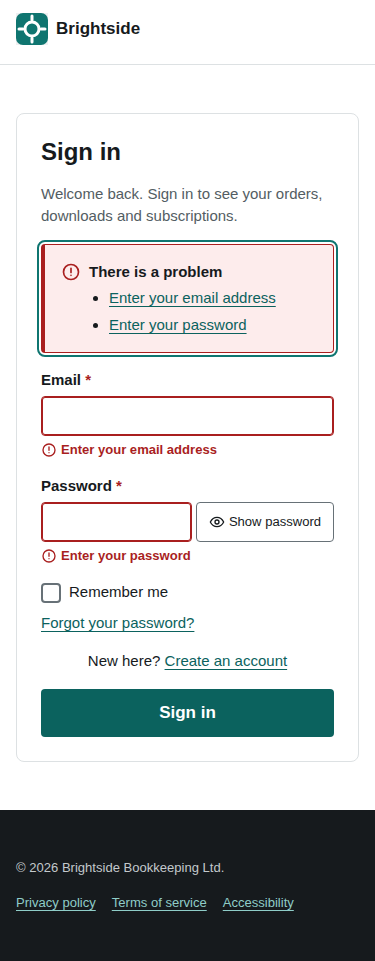 Brightside
Sign in
Welcome back. Sign in to see your orders,
downloads and subscriptions.
There is a problem
Enter your email address
Enter your password
Email *
Enter your email address
Password *
Show password
Enter your password
Remember me
Forgot your password?
New here? Create an account
Sign in
© 2026 Brightside Bookkeeping Ltd.
Privacy policy Terms of service Accessibility